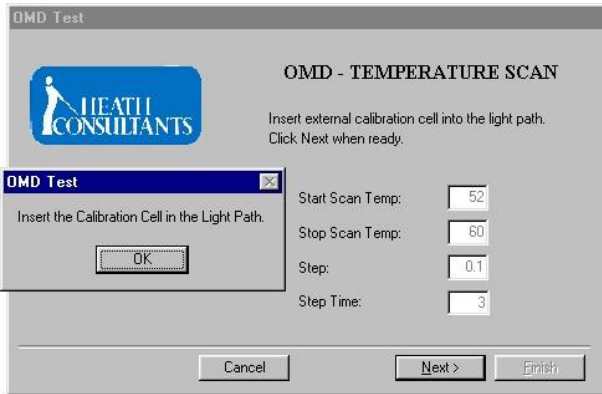 OMD Test
OMD - TEMPERATURE SCAN
HEATH
CONSULTANTS
Insert external calibration cell into the light path.
Click Next when ready.
OMD Test
Insert the Calibration Cell in the Light Path.
OK
Start Scan Temp: 52
Stop Scan Temp: 60
Step: 0.1
Step Time: 3
Cancel
Next >
Finish